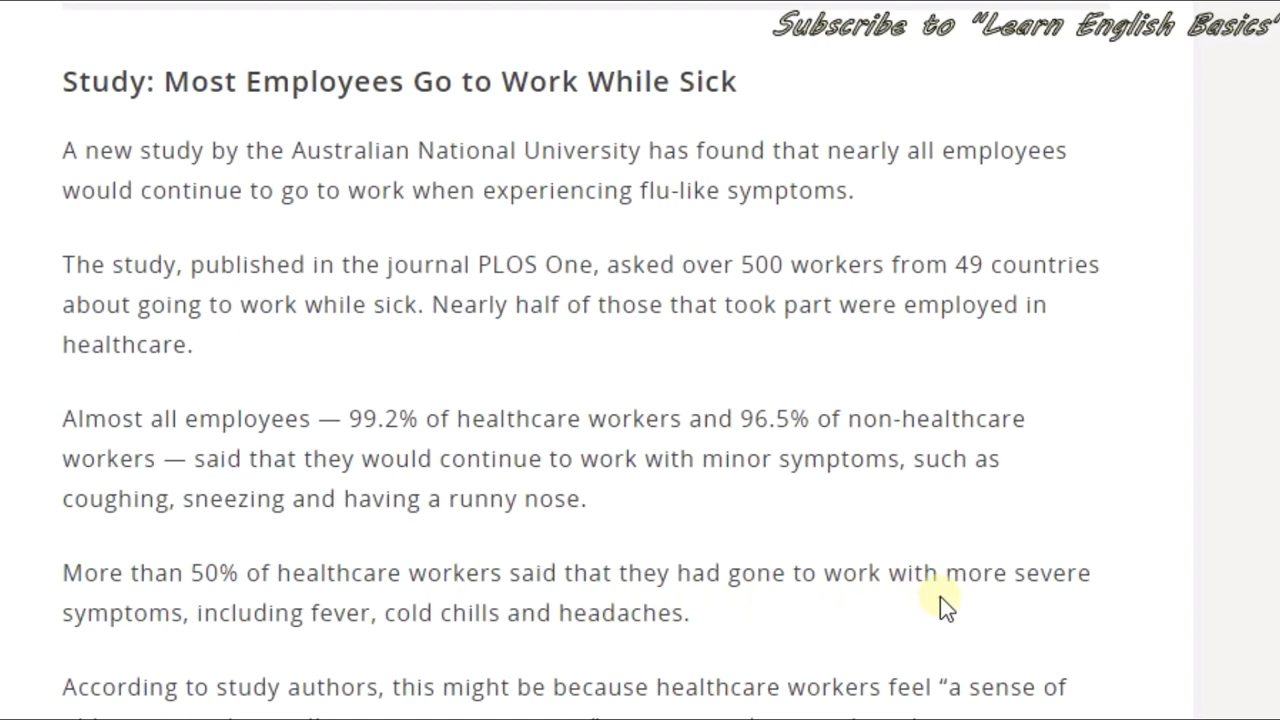 Subscribe to "Learn English Basics"
Study: Most Employees Go to Work While Sick
A new study by the Australian National University has found that nearly all employees
would continue to go to work when experiencing flu-like symptoms.
The study, published in the journal PLOS One, asked over 500 workers from 49 countries
about going to work while sick. Nearly half of those that took part were employed in
healthcare.
Almost all employees — 99.2% of healthcare workers and 96.5% of non-healthcare
workers — said that they would continue to work with minor symptoms, such as
coughing, sneezing and having a runny nose.
More than 50% of healthcare workers said that they had gone to work with more severe
symptoms, including fever, cold chills and headaches.
According to study authors, this might be because healthcare workers feel “a sense of